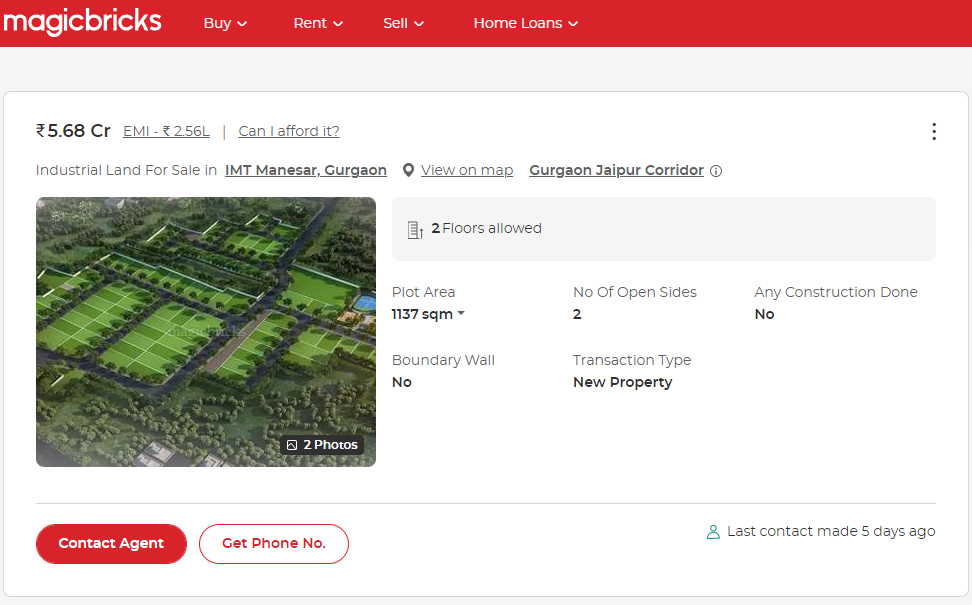 magicbricks Buy Rent Sell Home Loans
₹5.68 Cr EMI - ₹ 2.56L | Can I afford it?
Industrial Land For Sale in IMT Manesar, Gurgaon View on map Gurgaon Jaipur Corridor
2 Floors allowed
Plot Area No Of Open Sides Any Construction Done
1137 sqm 2 No
magicbricks
Boundary Wall Transaction Type
No New Property
2 Photos
Last contact made 5 days ago
Contact Agent Get Phone No.